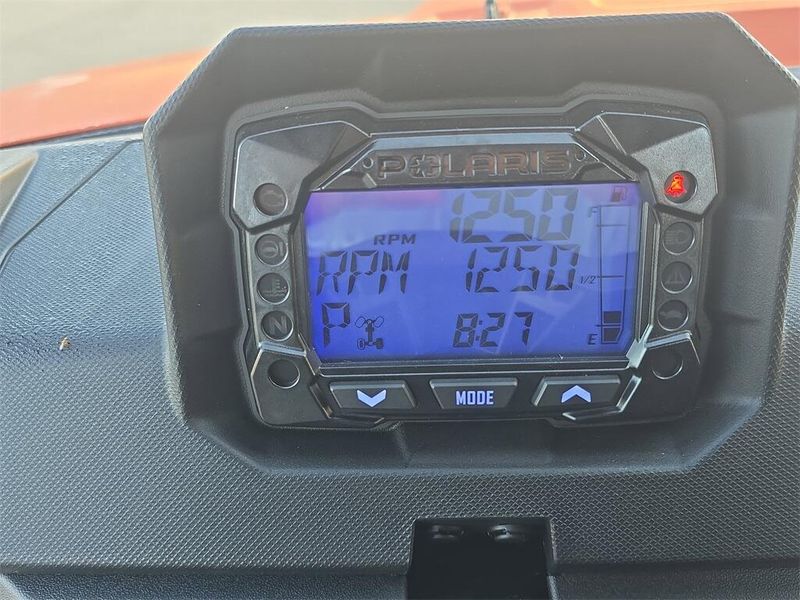 POLARIS
1250
RPM
F
RPM 1250
1/2
P 8:27
E
N
MODE